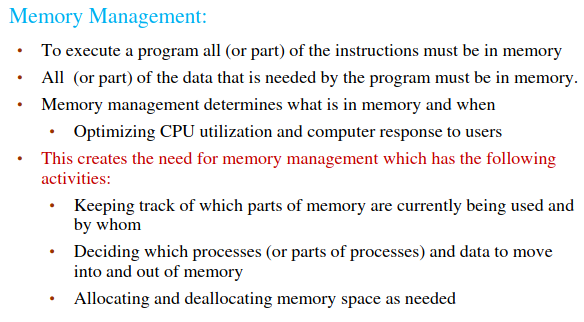 Memory Management:
• To execute a program all (or part) of the instructions must be in memory
• All (or part) of the data that is needed by the program must be in memory.
• Memory management determines what is in memory and when
• Optimizing CPU utilization and computer response to users
• This creates the need for memory management which has the following
activities:
• Keeping track of which parts of memory are currently being used and
by whom
• Deciding which processes (or parts of processes) and data to move
into and out of memory
• Allocating and deallocating memory space as needed